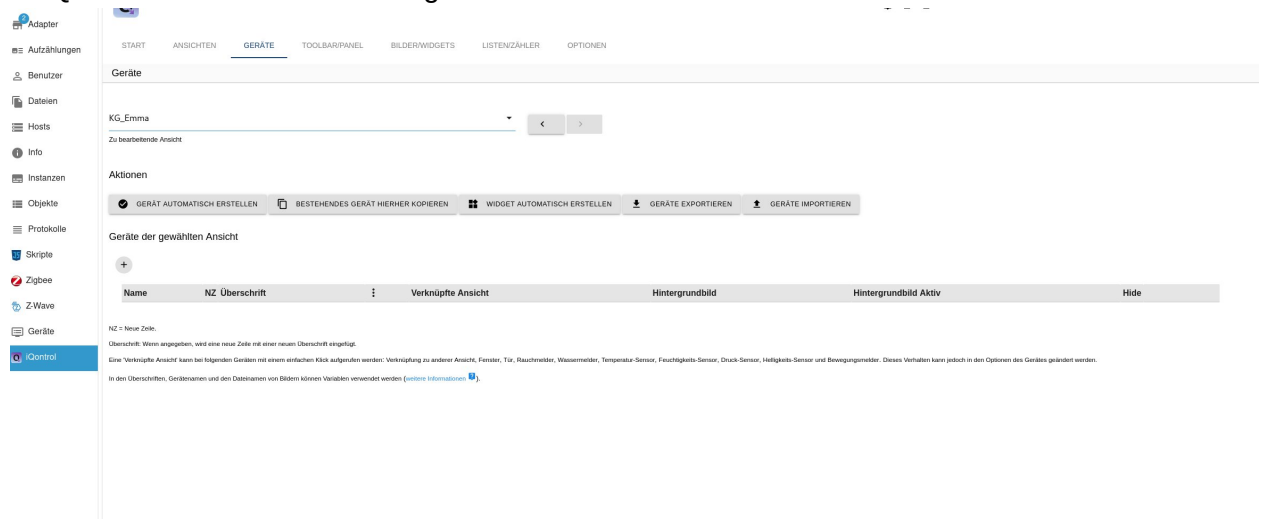 2
Adapter
Aufzählungen
Benutzer
Dateien
Hosts
Info
Instanzen
Objekte
Protokolle
Skripte
Zigbee
Z-Wave
Geräte
iQontrol
START ANSICHTEN GERÄTE TOOLBAR/PANEL BILDER/WIDGETS LISTEN/ZÄHLER OPTIONEN
Geräte
KG_Emma
Zu bearbeitende Ansicht
Aktionen
GERÄT AUTOMATISCH ERSTELLEN BESTEHENDES GERÄT HIERHER KOPIEREN WIDGET AUTOMATISCH ERSTELLEN GERÄTE EXPORTIEREN GERÄTE IMPORTIEREN
Geräte der gewählten Ansicht
Name NZ Überschrift Verknüpfte Ansicht Hintergrundbild Hintergrundbild Aktiv Hide
NZ = Neue Zeile.
Überschrift: Wenn angegeben, wird eine neue Zeile mit einer neuen Überschrift eingefügt.
Eine 'Verknüpfte Ansicht' kann bei folgenden Geräten mit einem einfachen Klick aufgerufen werden: Verknüpfung zu anderer Ansicht, Fenster, Tür, Rauchmelder, Wassermelder, Temperatur-Sensor, Feuchtigkeits-Sensor, Druck-Sensor, Helligkeits-Sensor und Bewegungsmelder. Dieses Verhalten kann jedoch in den Optionen des Gerätes geändert werden.
In den Überschriften, Gerätenamen und den Dateinamen von Bildern können Variablen verwendet werden (weitere Informationen ?).